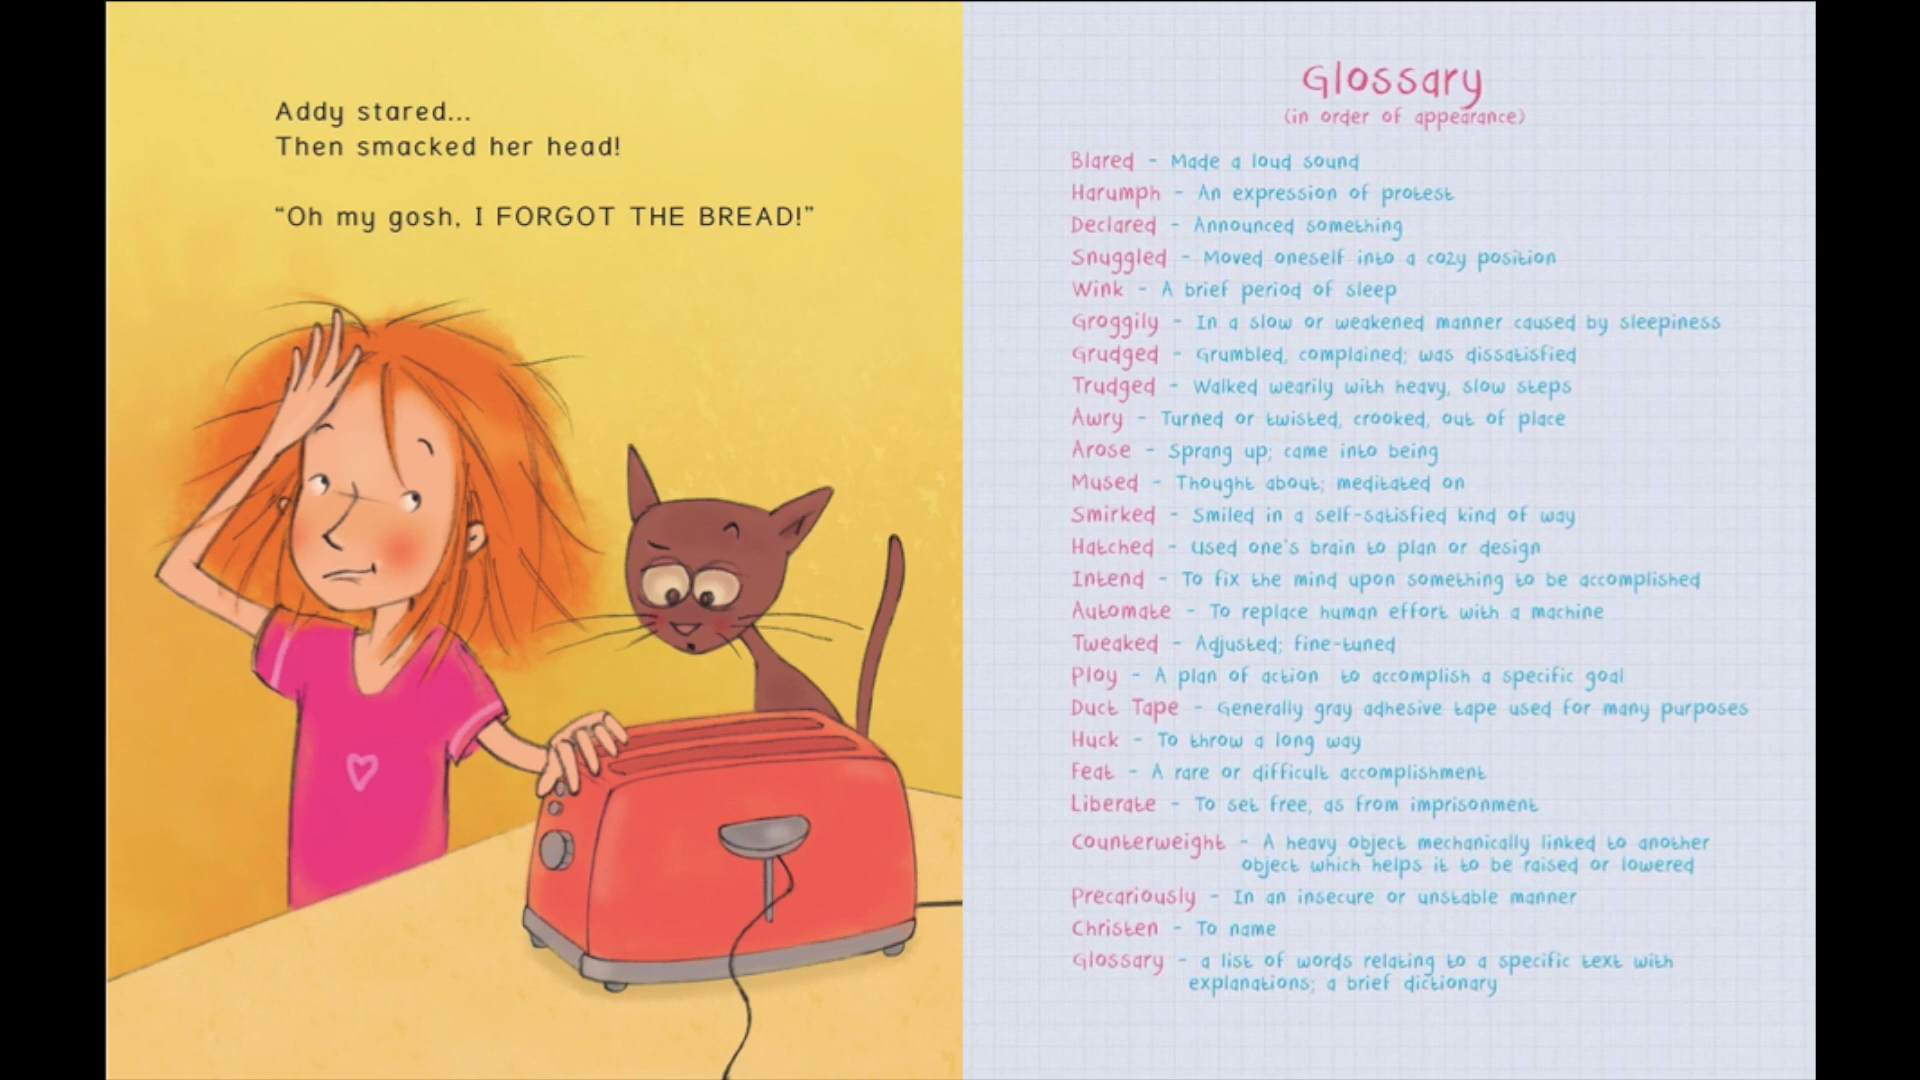 Addy stared...
Then smacked her head!
“Oh my gosh, I FORGOT THE BREAD!”
Glossary
(in order of appearance)
Blared - Made a loud sound
Harumph - An expression of protest
Declared - Announced something
Snuggled - Moved oneself into a cozy position
Wink - A brief period of sleep
Groggily - In a slow or weakened manner caused by sleepiness
Grudged - Grumbled, complained; was dissatisfied
Trudged - Walked wearily with heavy, slow steps
Awry - Turned or twisted, crooked, out of place
Arose - Sprang up; came into being
Mused - Thought about; meditated on
Smirked - Smiled in a self-satisfied kind of way
Hatched - Used one's brain to plan or design
Intend - To fix the mind upon something to be accomplished
Automate - To replace human effort with a machine
Tweaked - Adjusted; fine-tuned
Ploy - A plan of action to accomplish a specific goal
Duct Tape - Generally gray adhesive tape used for many purposes
Huck - To throw a long way
Feat - A rare or difficult accomplishment
Liberate - To set free, as from imprisonment
Counterweight - A heavy object mechanically linked to another
object which helps it to be raised or lowered
Precariously - In an insecure or unstable manner
Christen - To name
Glossary - a list of words relating to a specific text with
explanations; a brief dictionary